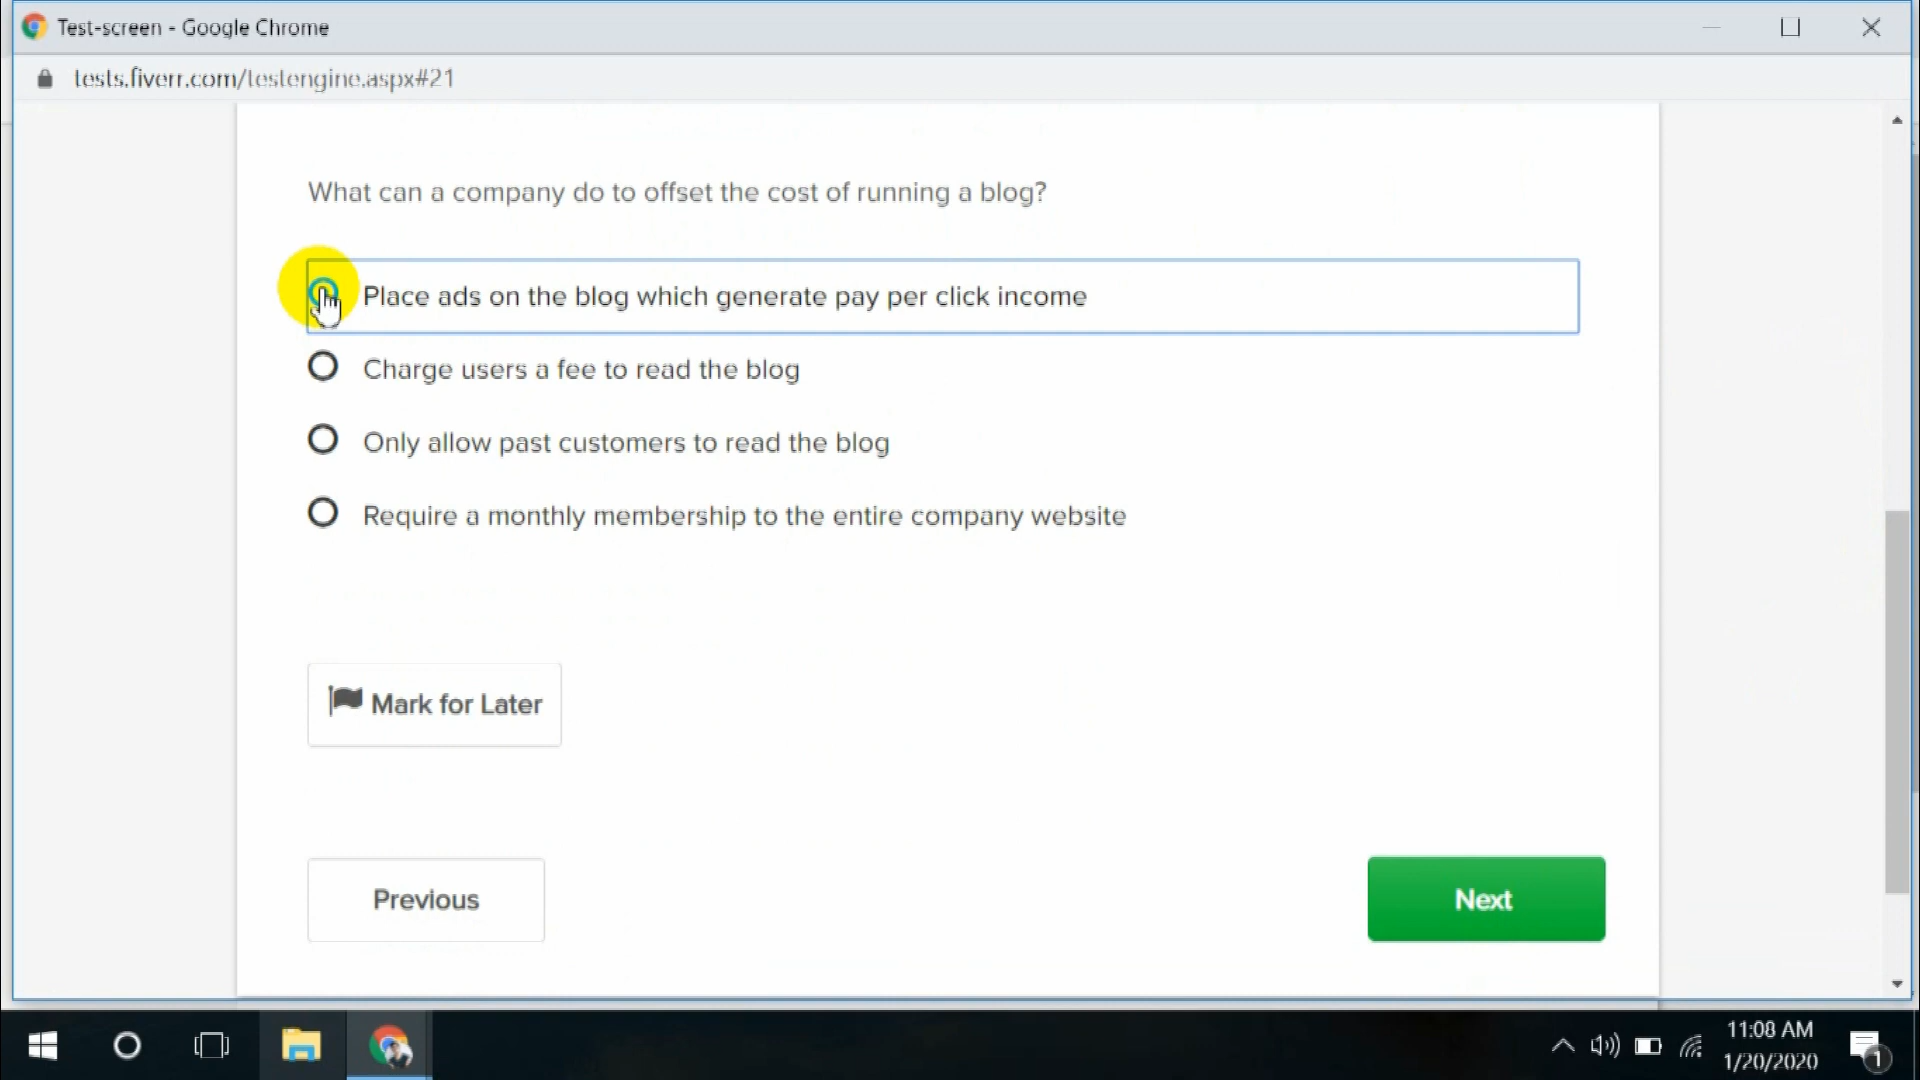 Test-screen - Google Chrome
tests.fiverr.com/testengine.aspx#21
What can a company do to offset the cost of running a blog?
Place ads on the blog which generate pay per click income
Charge users a fee to read the blog
Only allow past customers to read the blog
Require a monthly membership to the entire company website
Mark for Later
Previous
Next
11:08 AM
1/20/2020
1